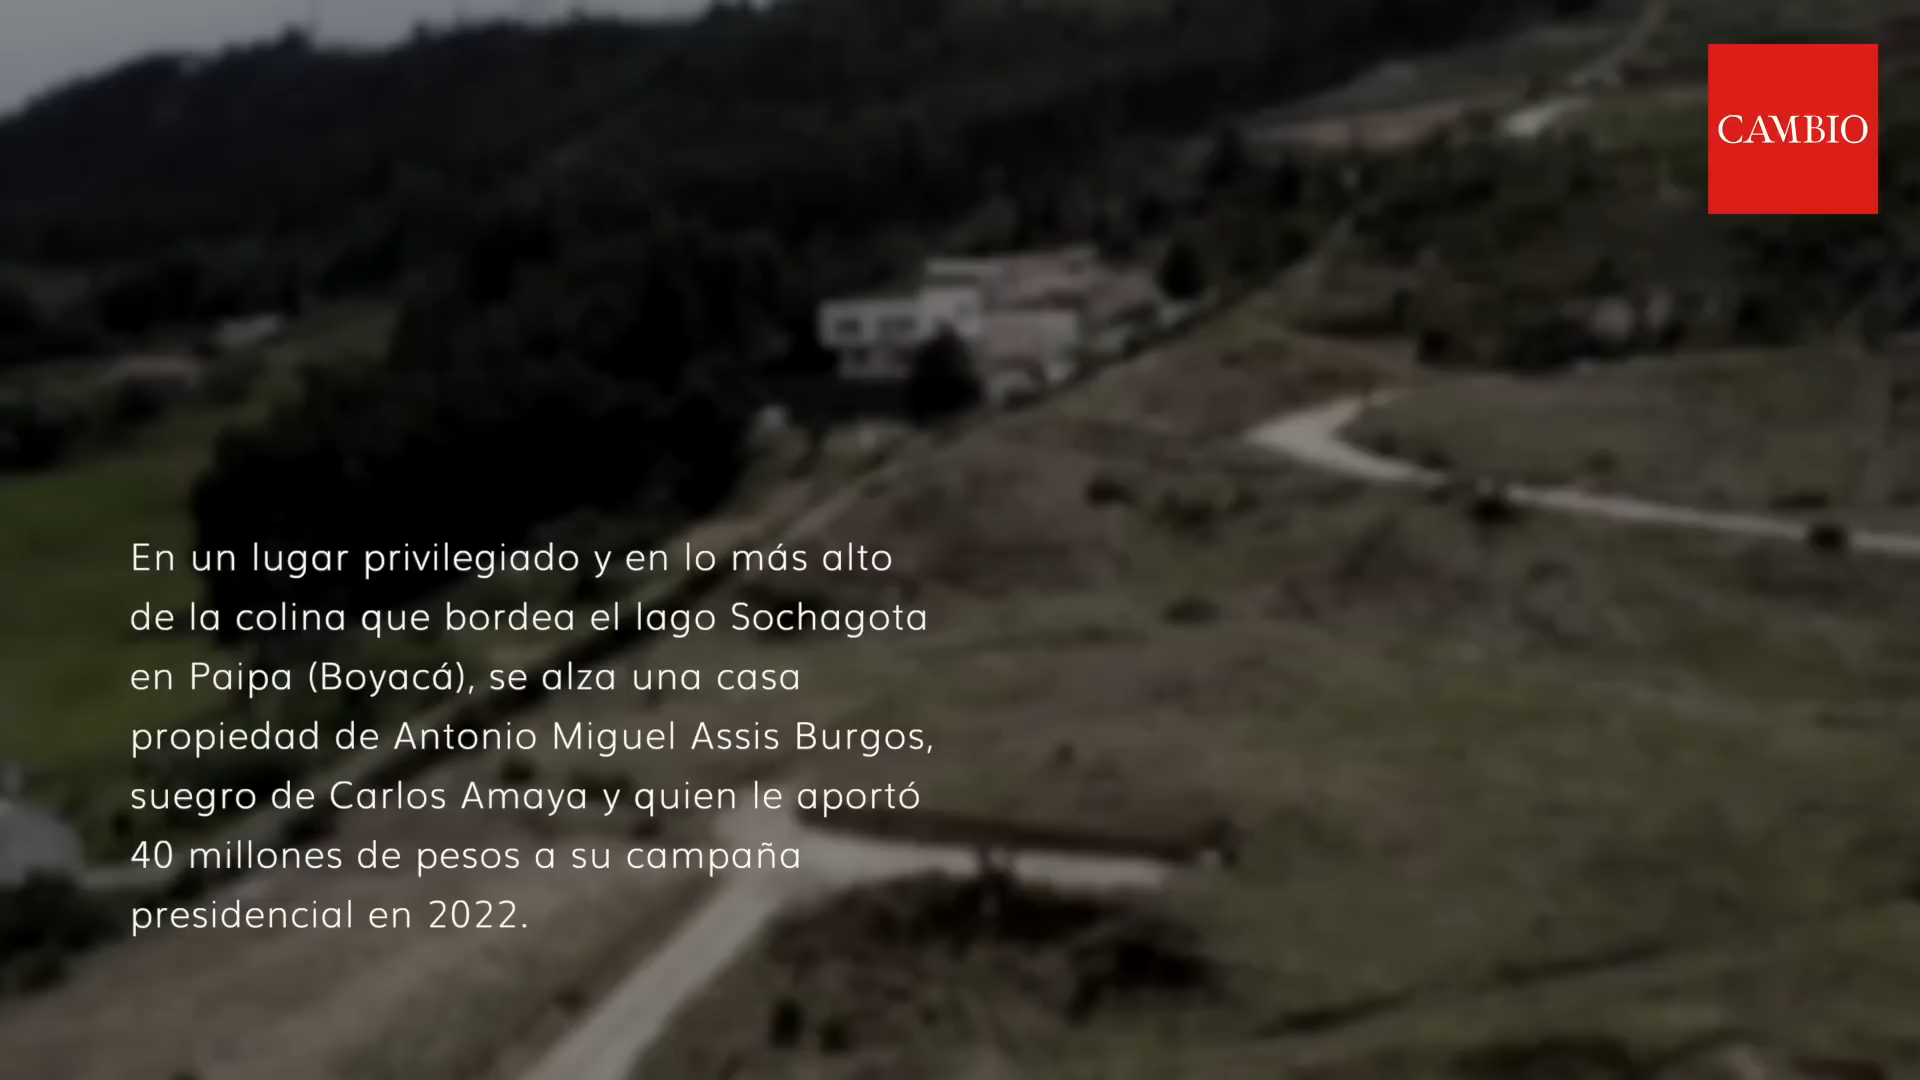 CAMBIO
En un lugar privilegiado y en lo más alto
de la colina que bordea el lago Sochagota
en Paipa (Boyacá), se alza una casa
propiedad de Antonio Miguel Assis Burgos,
suegro de Carlos Amaya y quien le aportó
40 millones de pesos a su campaña
presidencial en 2022.